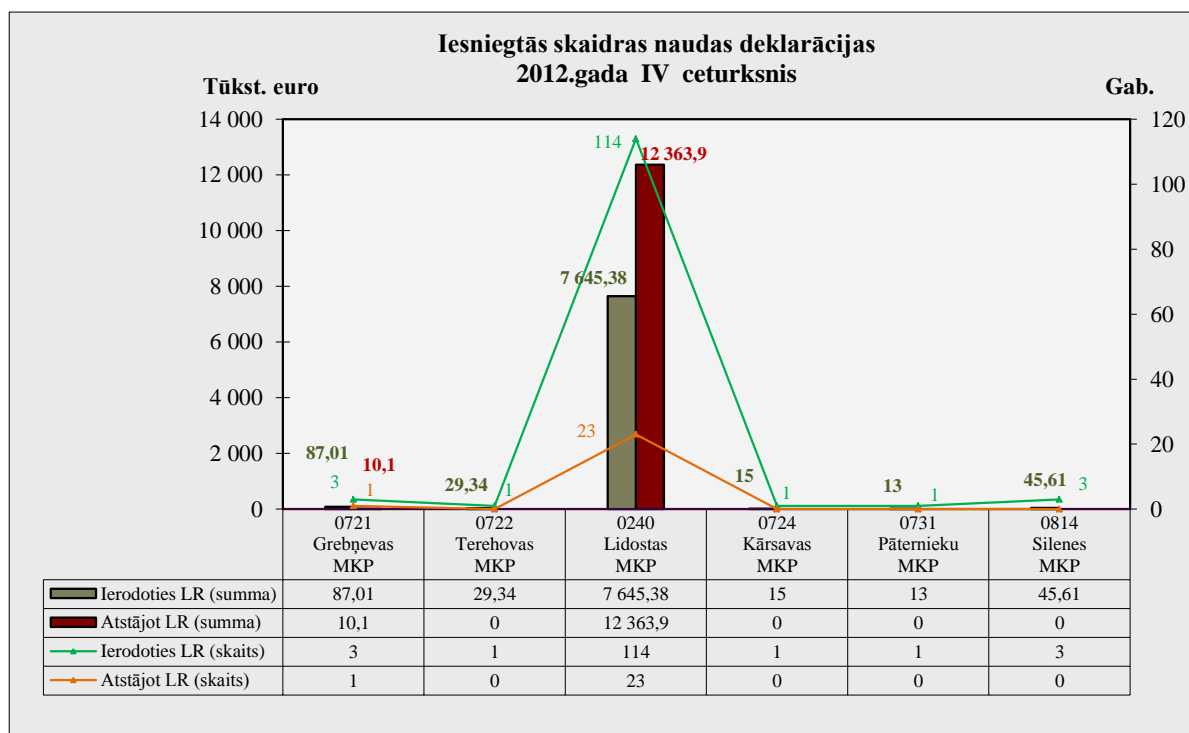 Iesniegtās skaidras naudas deklarācijas
2012.gada IV ceturksnis
Tūkst. euro
Gab.
14 000
12 000
10 000
8 000
6 000
4 000
2 000
0
120
100
80
60
40
20
0
114
12 363,9
7 645,38
23
87,01
10,1
3
1
29,34
1
15
1
13
1
45,61
3
0721 0722 0240 0724 0731 0814
Grebņevas Terehovas Lidostas Kārsavas Pāternieku Silenes
MKP MKP MKP MKP MKP MKP
Ierodoties LR (summa) 87,01 29,34 7 645,38 15 13 45,61
Atstājot LR (summa) 10,1 0 12 363,9 0 0 0
Ierodoties LR (skaits) 3 1 114 1 1 3
Atstājot LR (skaits) 1 0 23 0 0 0